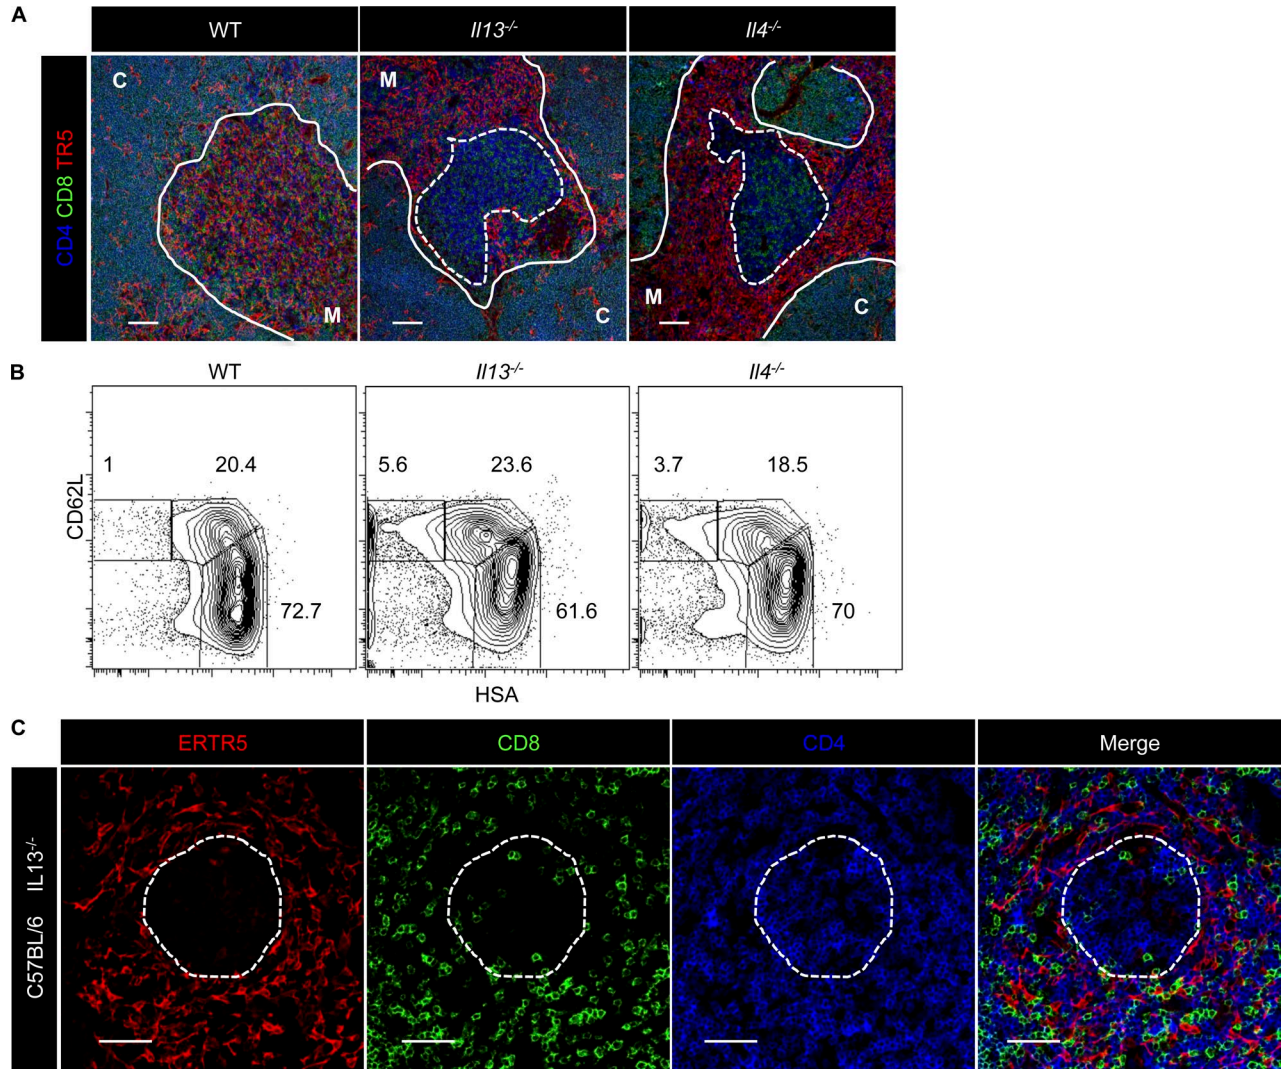 A
WT
Il13-/-
Il4-/-
CD4 CD8 TR5
C
M
M
C
M
C
B
WT
Il13-/-
Il4-/-
CD62L
1
20.4
72.7
5.6
23.6
61.6
3.7
18.5
70
HSA
C
ERTR5
CD8
CD4
Merge
C57BL/6 IL13-/-